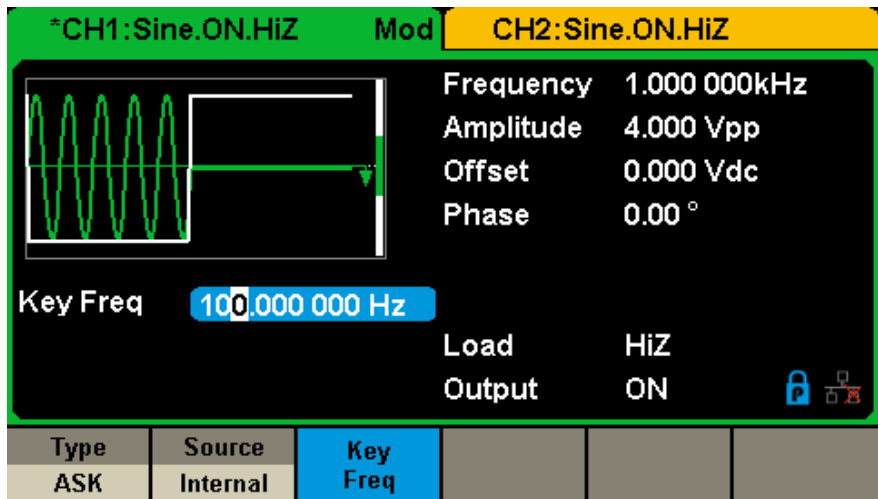 *CH1:Sine.ON.HiZ Mod CH2:Sine.ON.HiZ
Frequency 1.000 000kHz
Amplitude 4.000 Vpp
Offset 0.000 Vdc
Phase 0.00 °
Key Freq 100.000 000 Hz
Load HiZ
Output ON P
Type Source Key
ASK Internal Freq